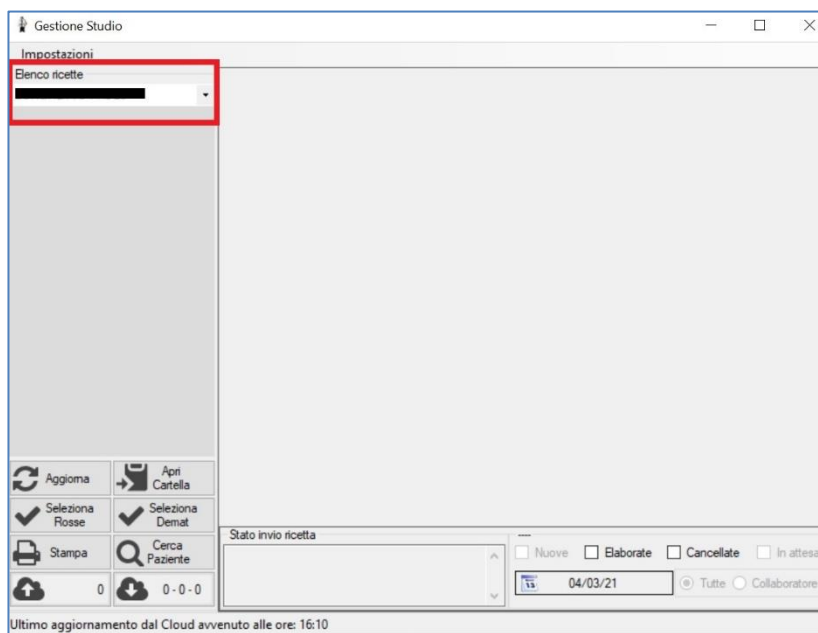 Gestione Studio
Impostazioni
Elenco ricette
Aggiorna
Apri
Cartella
Seleziona
Rosse
Seleziona
Demat
Stampa
Cerca
Paziente
0
0 - 0 - 0
Stato invio ricetta
----
Nuove Elaborate Cancellate In attesa
04/03/21 Tutte Collaboratore
Ultimo aggiornamento dal Cloud avvenuto alle ore: 16:10